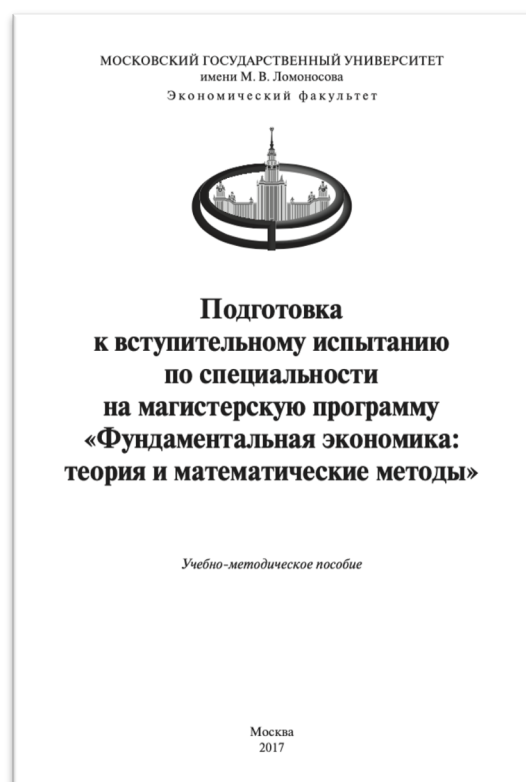 МОСКОВСКИЙ ГОСУДАРСТВЕННЫЙ УНИВЕРСИТЕТ
имени М. В. Ломоносова
Экономический факультет
Подготовка
к вступительному испытанию
по специальности
на магистерскую программу
«Фундаментальная экономика:
теория и математические методы»
Учебно-методическое пособие
Москва
2017